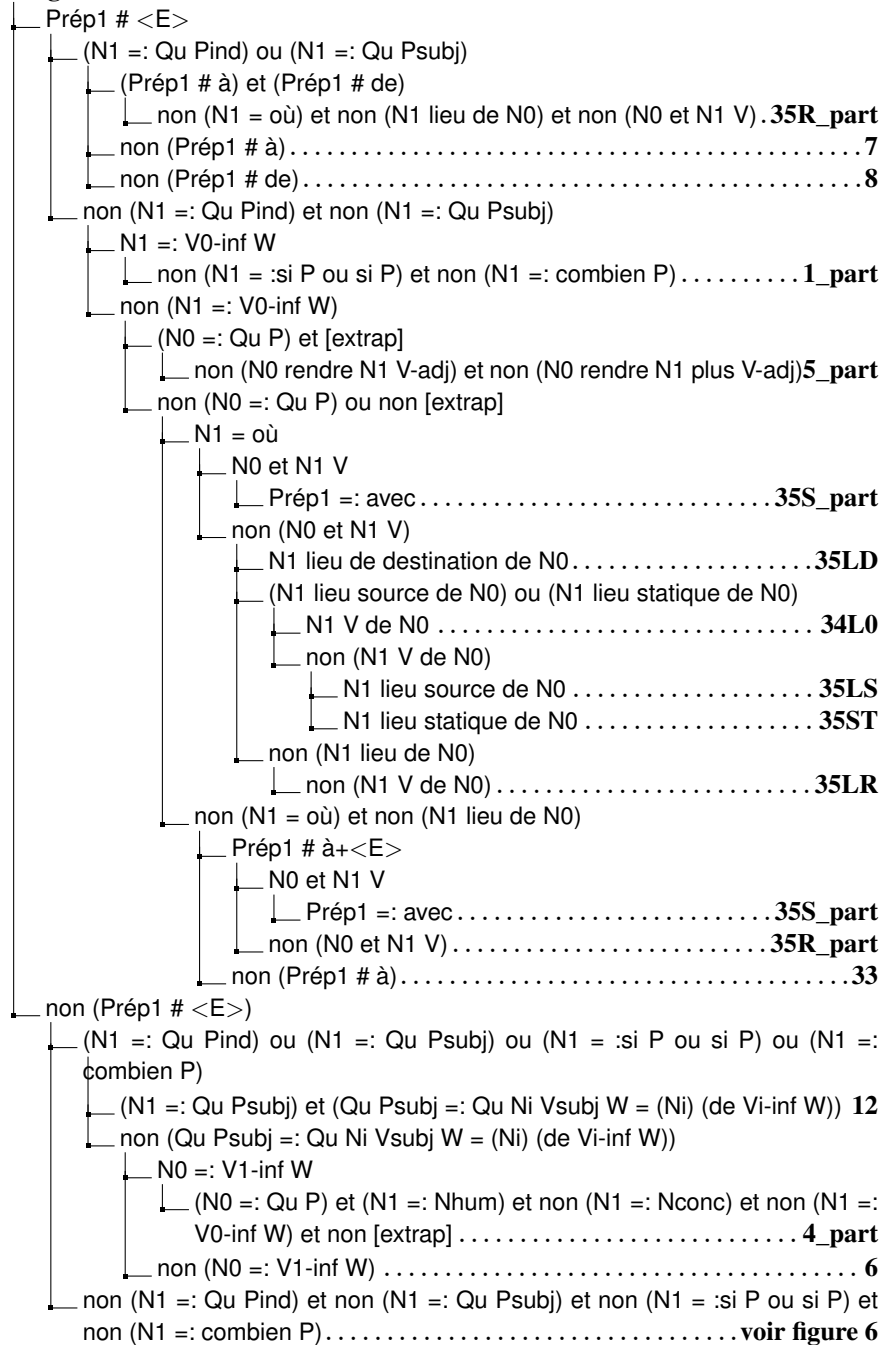 Prép1 # <E>
(N1 =: Qu Pind) ou (N1 =: Qu Psubj)
(Prép1 # à) et (Prép1 # de)
non (N1 = où) et non (N1 lieu de N0) et non (N0 et N1 V) . 35R_part
non (Prép1 # à) . . . . . . . . . . . . . . . . . . . . . . . . . . . . . . . . . . . . . . . . . . . . . . 7
non (Prép1 # de) . . . . . . . . . . . . . . . . . . . . . . . . . . . . . . . . . . . . . . . . . . . . . 8
non (N1 =: Qu Pind) et non (N1 =: Qu Psubj)
N1 =: V0-inf W
non (N1 = :si P ou si P) et non (N1 =: combien P) . . . . . . . . . . 1_part
non (N1 =: V0-inf W)
(N0 =: Qu P) et [extrap]
non (N0 rendre N1 V-adj) et non (N0 rendre N1 plus V-adj)5_part
non (N0 =: Qu P) ou non [extrap]
N1 = où
N0 et N1 V
Prép1 =: avec . . . . . . . . . . . . . . . . . . . . . . . . . . . . 35S_part
non (N0 et N1 V)
N1 lieu de destination de N0 . . . . . . . . . . . . . . . . . . . 35LD
(N1 lieu source de N0) ou (N1 lieu statique de N0)
N1 V de N0 . . . . . . . . . . . . . . . . . . . . . . . . . . . . . . 34L0
non (N1 V de N0)
N1 lieu source de N0 . . . . . . . . . . . . . . . . . . . . 35LS
N1 lieu statique de N0 . . . . . . . . . . . . . . . . . . 35ST
non (N1 lieu de N0)
non (N1 V de N0) . . . . . . . . . . . . . . . . . . . . . . . . . . 35LR
non (N1 = où) et non (N1 lieu de N0)
Prép1 # à+<E>
N0 et N1 V
Prép1 =: avec . . . . . . . . . . . . . . . . . . . . . . . . . . . . 35S_part
non (N0 et N1 V) . . . . . . . . . . . . . . . . . . . . . . . . . . 35R_part
non (Prép1 # à) . . . . . . . . . . . . . . . . . . . . . . . . . . . . . . . . . . . . 33
non (Prép1 # <E>)
(N1 =: Qu Pind) ou (N1 =: Qu Psubj) ou (N1 = :si P ou si P) ou (N1 =:
combien P)
(N1 =: Qu Psubj) et (Qu Psubj =: Qu Ni Vsubj W = (Ni) (de Vi-inf W)) 12
non (Qu Psubj =: Qu Ni Vsubj W = (Ni) (de Vi-inf W))
N0 =: V1-inf W
(N0 =: Qu P) et (N1 =: Nhum) et non (N1 =: Nconc) et non (N1 =:
V0-inf W) et non [extrap] . . . . . . . . . . . . . . . . . . . . . . . . . . . . 4_part
non (N0 =: V1-inf W) . . . . . . . . . . . . . . . . . . . . . . . . . . . . . . . . . . . . . . 6
non (N1 =: Qu Pind) et non (N1 =: Qu Psubj) et non (N1 = :si P ou si P) et
non (N1 =: combien P) . . . . . . . . . . . . . . . . . . . . . . . . . . . . voir figure 6